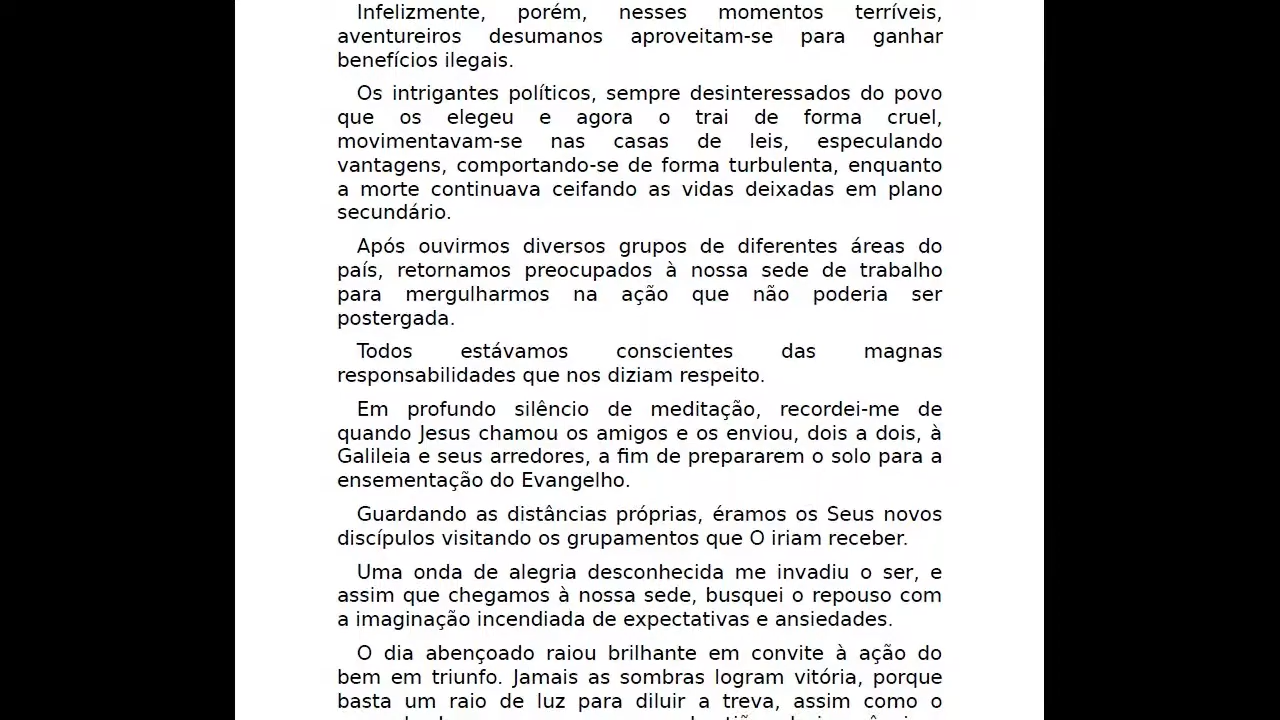 Infelizmente, porém, nesses momentos terríveis,
aventureiros desumanos aproveitam-se para ganhar
benefícios ilegais.
Os intrigantes políticos, sempre desinteressados do povo
que os elegeu e agora o trai de forma cruel,
movimentavam-se nas casas de leis, especulando
vantagens, comportando-se de forma turbulenta, enquanto
a morte continuava ceifando as vidas deixadas em plano
secundário.
Após ouvirmos diversos grupos de diferentes áreas do
país, retornamos preocupados à nossa sede de trabalho
para mergulharmos na ação que não poderia ser
postergada.
Todos estávamos conscientes das magnas
responsabilidades que nos diziam respeito.
Em profundo silêncio de meditação, recordei-me de
quando Jesus chamou os amigos e os enviou, dois a dois, à
Galileia e seus arredores, a fim de prepararem o solo para a
ensementação do Evangelho.
Guardando as distâncias próprias, éramos os Seus novos
discípulos visitando os grupamentos que O iriam receber.
Uma onda de alegria desconhecida me invadiu o ser, e
assim que chegamos à nossa sede, busquei o repouso com
a imaginação incendiada de expectativas e ansiedades.
O dia abençoado raiou brilhante em convite à ação do
bem em triunfo. Jamais as sombras logram vitória, porque
basta um raio de luz para diluir a treva, assim como o